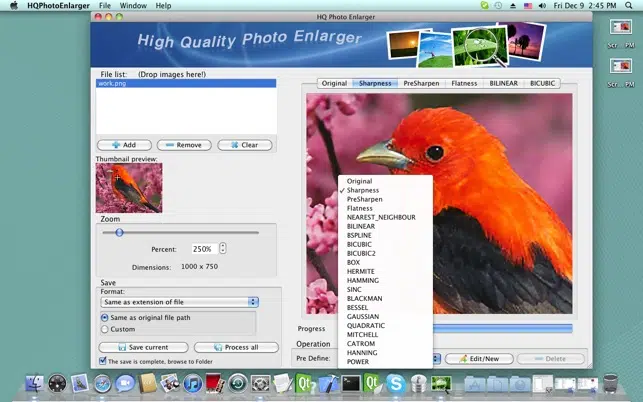 HQPhotoEnlarger File Window Help Fri Dec 9 2:45 PM
HQ Photo Enlarger
High Quality Photo Enlarger
Scr... PM
Scr... PM
File list: (Drop images here!)
work.png
Original Sharpness PreSharpen Flatness BILINEAR BICUBIC
Add Remove Clear
Thumbnail preview:
Zoom
Percent: 250%
Dimensions: 1000 x 750
Save
Format:
Same as extension of file
Same as original file path
Custom
Save current Process all
The save is complete, browse to Folder
Original
✓ Sharpness
PreSharpen
Flatness
NEAREST_NEIGHBOUR
BILINEAR
BSPLINE
BICUBIC
BICUBIC2
BOX
HERMITE
HAMMING
SINC
BLACKMAN
BESSEL
GAUSSIAN
QUADRATIC
MITCHELL
CATROM
HANNING
POWER
Progress
Operation
Pre Define: Edit/New Delete
Qt Qt Qt